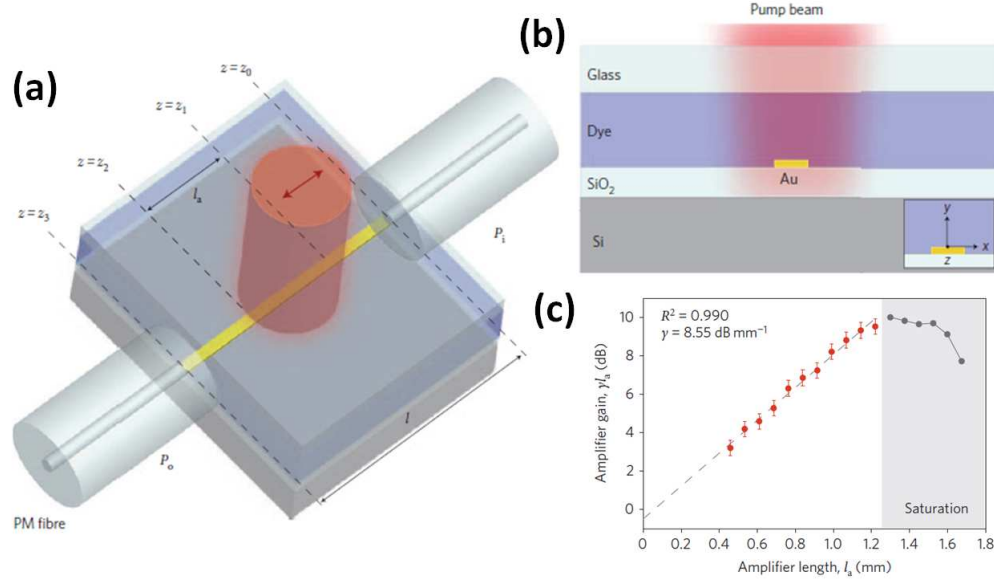 (a)
z = z₀
z = z₁
z = z₂
z = z₃
lₐ
Pᵢ
l
Pₒ
PM fibre
(b)
Pump beam
Glass
Dye
Au
SiO₂
Si
y
x
z
(c)
R² = 0.990
γ = 8.55 dB mm⁻¹
Amplifier gain, γlₐ (dB)
10
8
6
4
2
0
Saturation
0 0.2 0.4 0.6 0.8 1.0 1.2 1.4 1.6 1.8
Amplifier length, lₐ (mm)